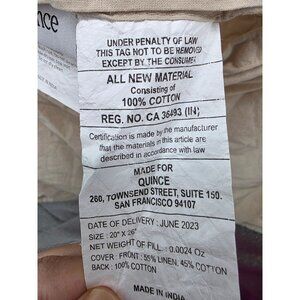 nce
UNDER PENALTY OF LAW
THIS TAG NOT TO BE REMOVED
EXCEPT BY THE CONSUMER
ALL NEW MATERIAL
Consisting of
100% COTTON
REG. NO. CA 36493 (IN)
Certification is made by the manufacturer
that the materials in this article are
described in accordance with law
MADE FOR
QUINCE
260, TOWNSEND STREET, SUITE 150.
SAN FRANCISCO 94107
DATE OF DELIVERY : JUNE 2023
SIZE : 20" X 26"
NET WEIGHT OF FILL : 0.0024 Oz
COVER : FRONT : 55% LINEN, 45% COTTON
BACK : 100% COTTON
MADE IN INDIA